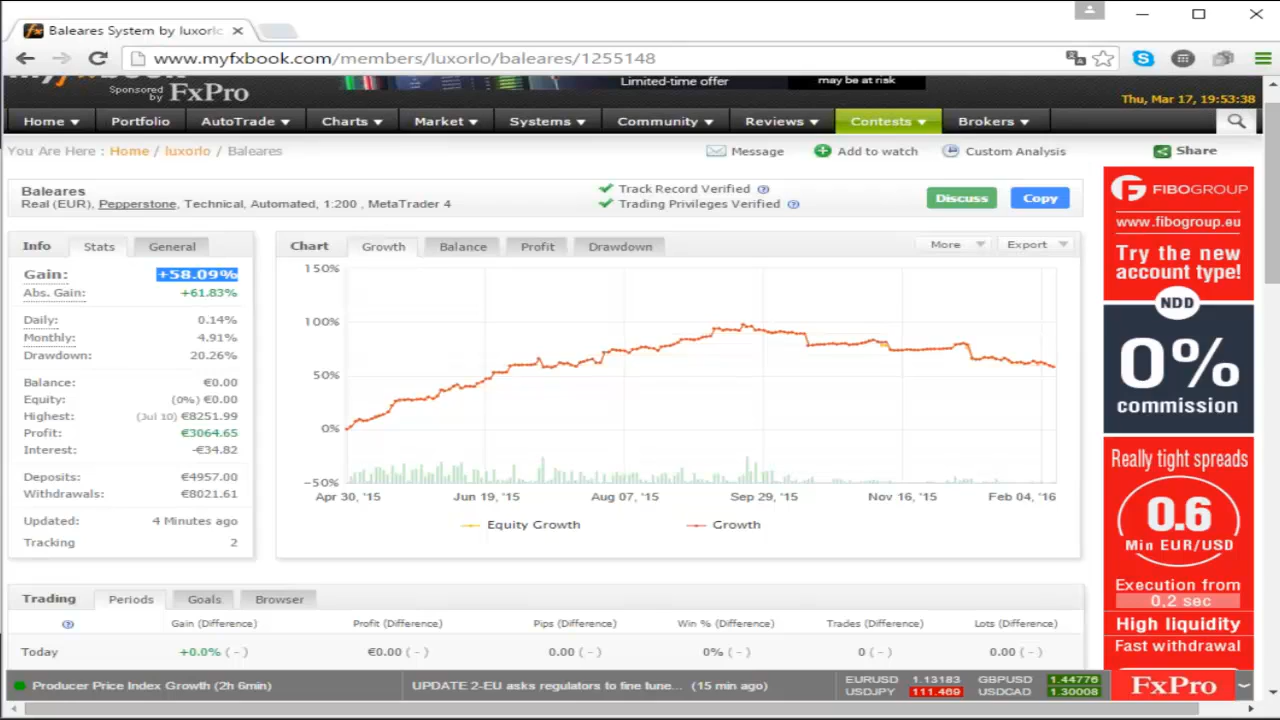 Baleares System by luxorlo
www.myfxbook.com/members/luxorlo/baleares/1255148
Sponsored by FxPro
Limited-time offer
may be at risk
Thu, Mar 17, 19:53:38
Home Portfolio AutoTrade Charts Market Systems Community Reviews Contests Brokers
You Are Here : Home / luxorlo / Baleares
Message Add to watch Custom Analysis Share
Baleares
Real (EUR), Pepperstone, Technical, Automated, 1:200 , MetaTrader 4
Track Record Verified
Trading Privileges Verified
Discuss Copy
Info Stats General
Gain: +58.09%
Abs. Gain: +61.83%
Daily: 0.14%
Monthly: 4.91%
Drawdown: 20.26%
Balance: €0.00
Equity: (0%) €0.00
Highest: (Jul 10) €8251.99
Profit: €3064.65
Interest: -€34.82
Deposits: €4957.00
Withdrawals: €8021.61
Updated: 4 Minutes ago
Tracking 2
Chart Growth Balance Profit Drawdown More Export
150%
100%
50%
0%
-50%
Apr 30, '15 Jun 19, '15 Aug 07, '15 Sep 29, '15 Nov 16, '15 Feb 04, '16
Equity Growth Growth
FIBOGROUP
www.fibogroup.eu
Try the new
account type!
NDD
0%
commission
Really tight spreads
0.6
Min EUR/USD
Execution from
0,2 sec
High liquidity
Fast withdrawal
FxPro
Trading Periods Goals Browser
Gain (Difference) Profit (Difference) Pips (Difference) Win % (Difference) Trades (Difference) Lots (Difference)
Today +0.0% ( - ) €0.00 ( - ) 0.00 ( - ) 0% ( - ) 0 ( - ) 0.00 ( - )
Producer Price Index Growth (2h 6min)
UPDATE 2-EU asks regulators to fine tune... (15 min ago)
EURUSD 1.13183 GBPUSD 1.44776
USDJPY 111.469 USDCAD 1.30008